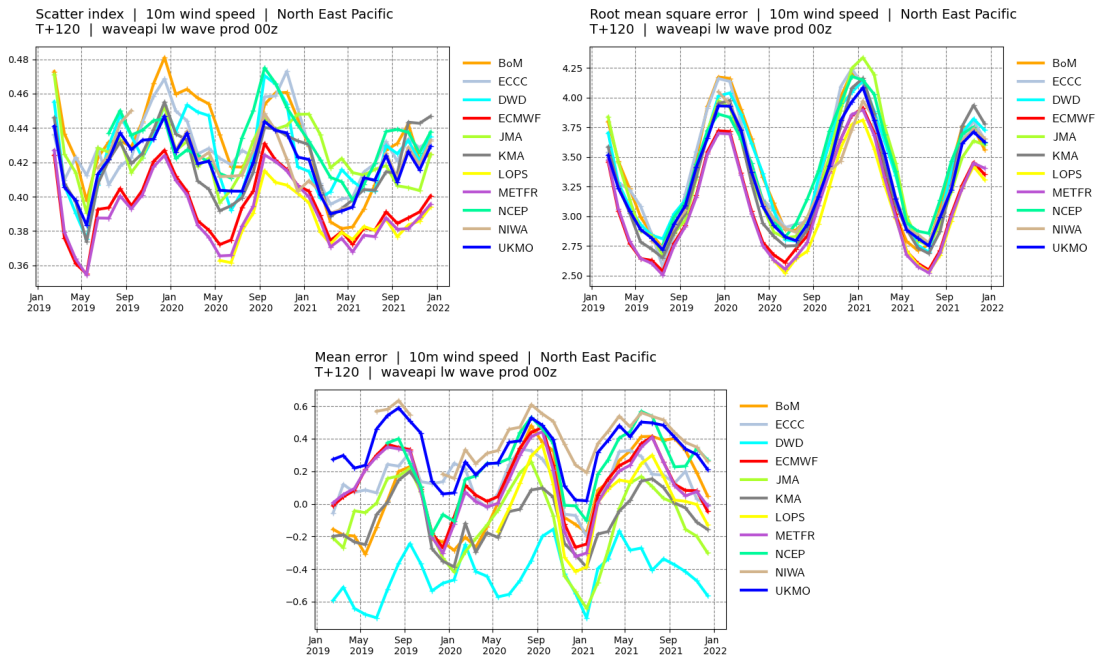 Scatter index | 10m wind speed | North East Pacific
T+120 | waveapi lw wave prod 00z
0.48
0.46
0.44
0.42
0.40
0.38
0.36
Jan 2019
May 2019
Sep 2019
Jan 2020
May 2020
Sep 2020
Jan 2021
May 2021
Sep 2021
Jan 2022
BoM
ECCC
DWD
ECMWF
JMA
KMA
LOPS
METFR
NCEP
NIWA
UKMO
Root mean square error | 10m wind speed | North East Pacific
T+120 | waveapi lw wave prod 00z
4.25
4.00
3.75
3.50
3.25
3.00
2.75
2.50
Jan 2019
May 2019
Sep 2019
Jan 2020
May 2020
Sep 2020
Jan 2021
May 2021
Sep 2021
Jan 2022
BoM
ECCC
DWD
ECMWF
JMA
KMA
LOPS
METFR
NCEP
NIWA
UKMO
Mean error | 10m wind speed | North East Pacific
T+120 | waveapi lw wave prod 00z
0.6
0.4
0.2
0.0
−0.2
−0.4
−0.6
Jan 2019
May 2019
Sep 2019
Jan 2020
May 2020
Sep 2020
Jan 2021
May 2021
Sep 2021
Jan 2022
BoM
ECCC
DWD
ECMWF
JMA
KMA
LOPS
METFR
NCEP
NIWA
UKMO